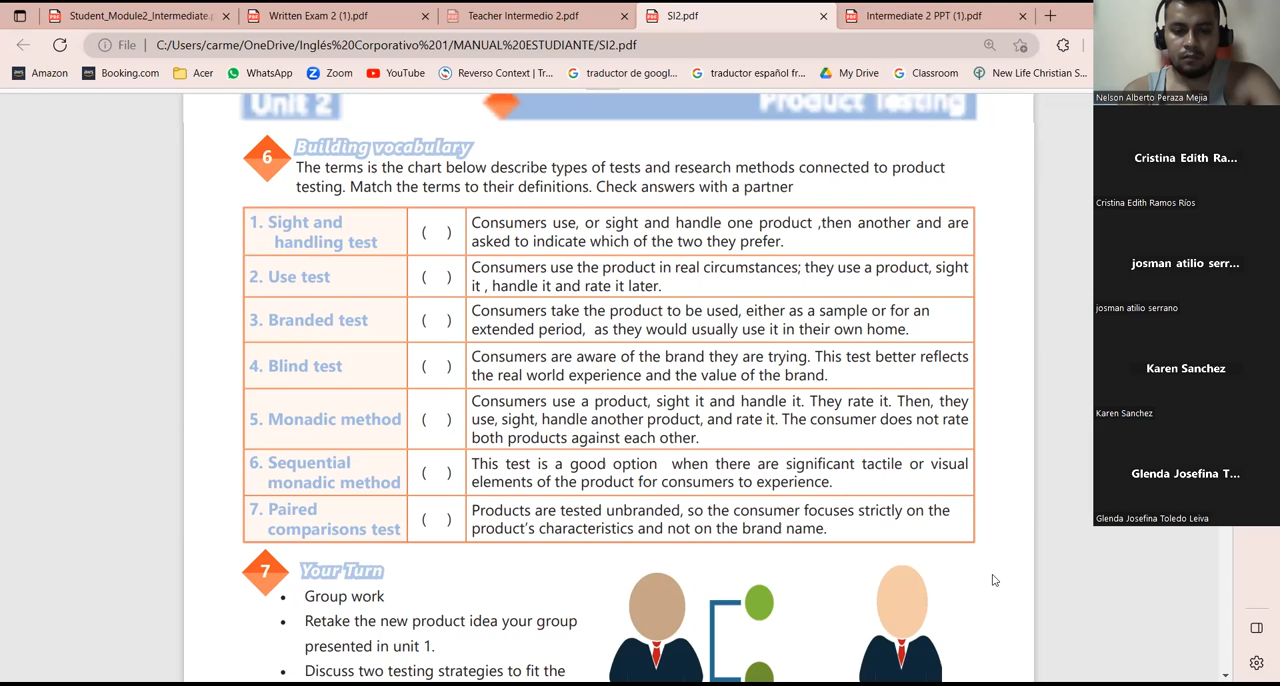 Student_Module2_Intermediate.p
Written Exam 2 (1).pdf
Teacher Intermedio 2.pdf
SI2.pdf
Intermediate 2 PPT (1).pdf
File
C:/Users/carme/OneDrive/Inglés%20Corporativo%201/MANUAL%20ESTUDIANTE/SI2.pdf
Amazon
Booking.com
Acer
WhatsApp
Zoom
YouTube
Reverso Context | Tr...
traductor de googl...
traductor español fr...
My Drive
Classroom
New Life Christian S...
Unit 2
Product Testing
6
Building vocabulary
The terms is the chart below describe types of tests and research methods connected to product
testing. Match the terms to their definitions. Check answers with a partner
1. Sight and
handling test
( )
Consumers use, or sight and handle one product ,then another and are
asked to indicate which of the two they prefer.
2. Use test
( )
Consumers use the product in real circumstances; they use a product, sight
it , handle it and rate it later.
3. Branded test
( )
Consumers take the product to be used, either as a sample or for an
extended period, as they would usually use it in their own home.
4. Blind test
( )
Consumers are aware of the brand they are trying. This test better reflects
the real world experience and the value of the brand.
5. Monadic method
( )
Consumers use a product, sight it and handle it. They rate it. Then, they
use, sight, handle another product, and rate it. The consumer does not rate
both products against each other.
6. Sequential
monadic method
( )
This test is a good option when there are significant tactile or visual
elements of the product for consumers to experience.
7. Paired
comparisons test
( )
Products are tested unbranded, so the consumer focuses strictly on the
product's characteristics and not on the brand name.
7
Your Turn
• Group work
• Retake the new product idea your group
presented in unit 1.
• Discuss two testing strategies to fit the
Nelson Alberto Peraza Mejia
Cristina Edith Ra...
Cristina Edith Ramos Ríos
josman atilio serr...
josman atilio serrano
Karen Sanchez
Karen Sanchez
Glenda Josefina T...
Glenda Josefina Toledo Leiva